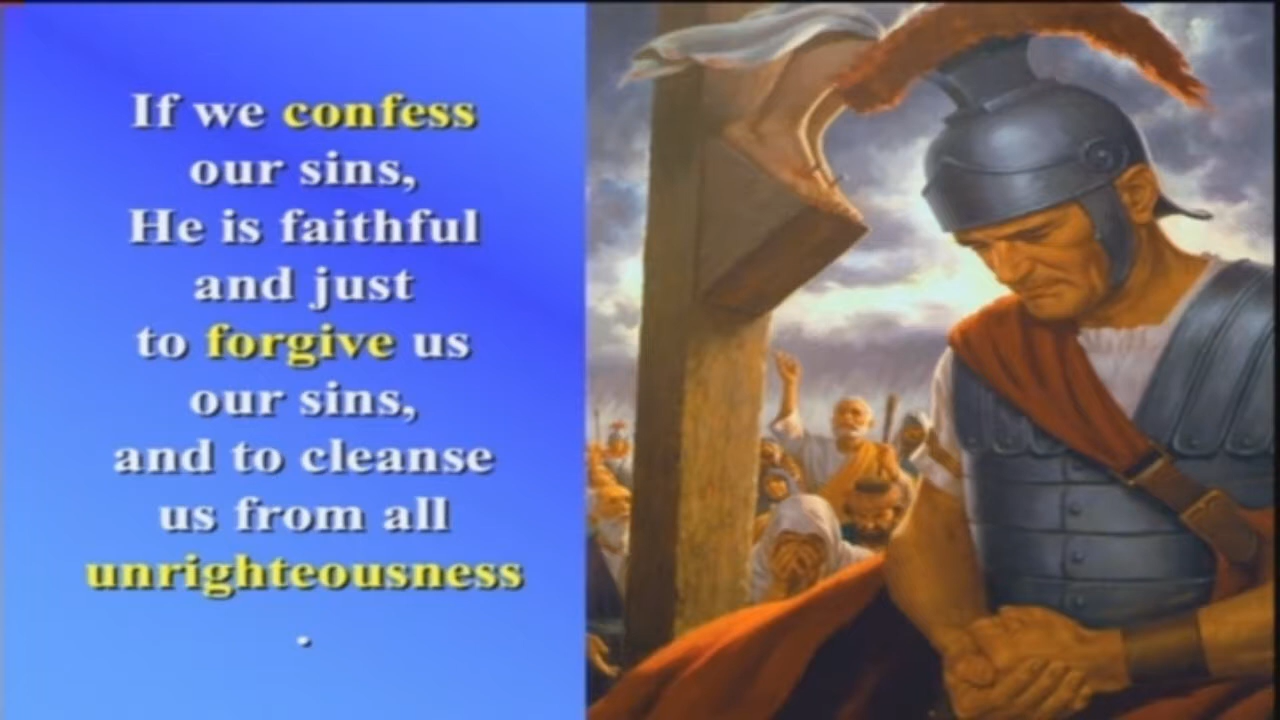 If we confess
our sins,
He is faithful
and just
to forgive us
our sins,
and to cleanse
us from all
unrighteousness
.